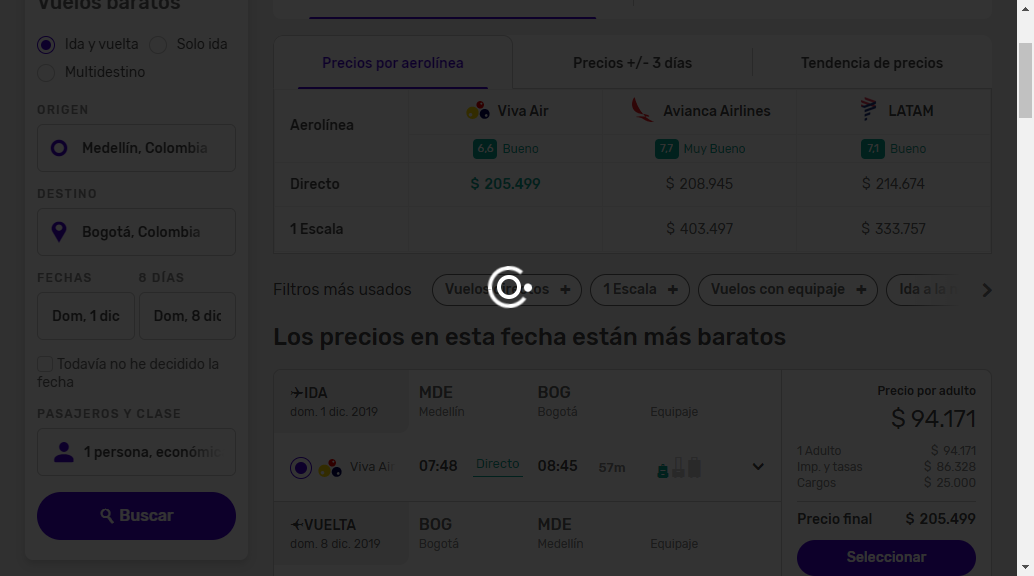 Vuelos baratos
Ida y vuelta
Solo ida
Multidestino
ORIGEN
Medellín, Colombia
DESTINO
Bogotá, Colombia
FECHAS
8 DÍAS
Dom, 1 dic
Dom, 8 dic
Todavía no he decidido la
fecha
PASAJEROS Y CLASE
1 persona, económic
Buscar
Precios por aerolínea
Precios +/- 3 días
Tendencia de precios
Aerolínea
Viva Air
Avianca Airlines
LATAM
6,6 Bueno
7,7 Muy Bueno
7,1 Bueno
Directo
$ 205.499
$ 208.945
$ 214.674
1 Escala
$ 403.497
$ 333.757
Filtros más usados
Vuelos directos +
1 Escala +
Vuelos con equipaje +
Ida a la
Los precios en esta fecha están más baratos
IDA
dom. 1 dic. 2019
MDE
Medellín
BOG
Bogotá
Equipaje
Viva Air
07:48
Directo
08:45
57m
VUELTA
dom. 8 dic. 2019
BOG
Bogotá
MDE
Medellín
Equipaje
Precio por adulto
$ 94.171
1 Adulto $ 94.171
Imp. y tasas $ 86.328
Cargos $ 25.000
Precio final $ 205.499
Seleccionar